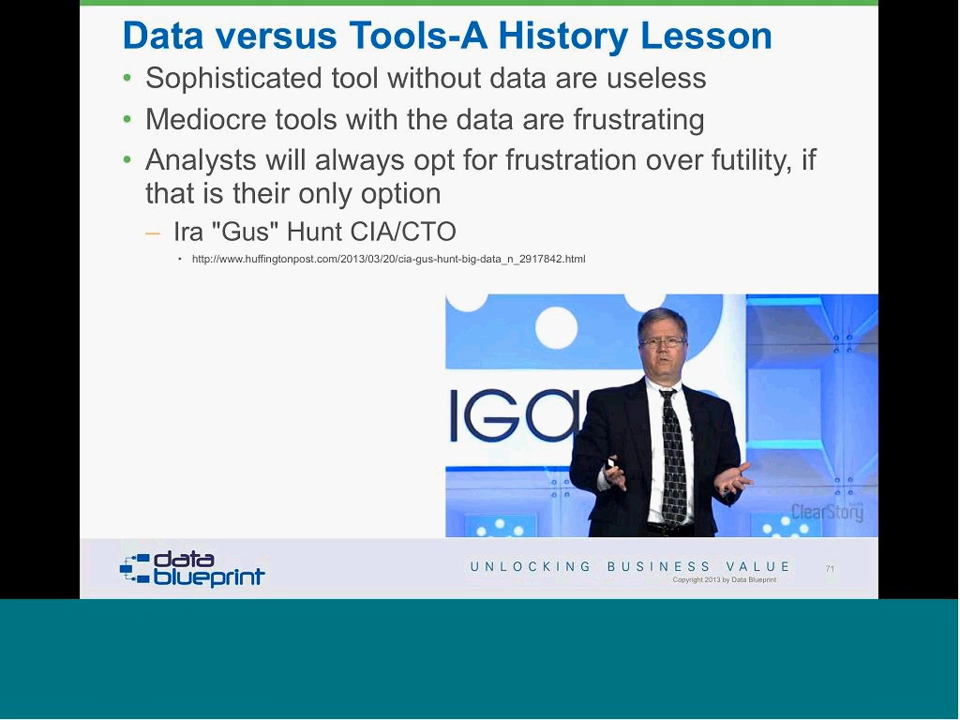 Data versus Tools-A History Lesson
• Sophisticated tool without data are useless
• Mediocre tools with the data are frustrating
• Analysts will always opt for frustration over futility, if
that is their only option
– Ira "Gus" Hunt CIA/CTO
• http://www.huffingtonpost.com/2013/03/20/cia-gus-hunt-big-data_n_2917842.html
IGa
ClearStory
data
blueprint
UNLOCKING BUSINESS VALUE
71
Copyright 2013 by Data Blueprint